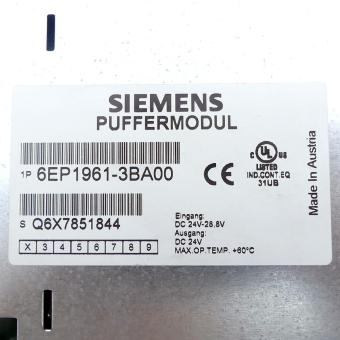 SIEMENS
PUFFERMODUL
1P 6EP1961-3BA00
S Q6X7851844
X 3 4 5 6 7 8 9
CE
C UL US
LISTED
IND.CONT.EQ
31UB
Made in Austria
Eingang:
DC 24V-28,8V
Ausgang:
DC 24V
MAX.OP.TEMP. +60°C